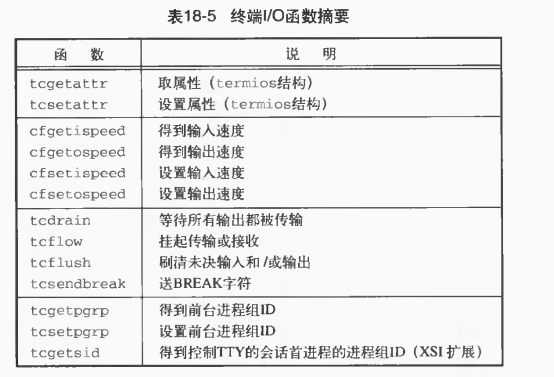 表18-5 终端I/O函数摘要
函 数 说 明
tcgetattr 取属性（termios结构）
tcsetattr 设置属性（termios结构）
cfgetispeed 得到输入速度
cfgetospeed 得到输出速度
cfsetispeed 设置输入速度
cfsetospeed 设置输出速度
tcdrain 等待所有输出都被传输
tcflow 挂起传输或接收
tcflush 刷清未决输入和 /或输出
tcsendbreak 送BREAK字符
tcgetpgrp 得到前台进程组ID
tcsetpgrp 设置前台进程组ID
tcgetsid 得到控制TTY的会话首进程的进程组ID（XSI 扩展）